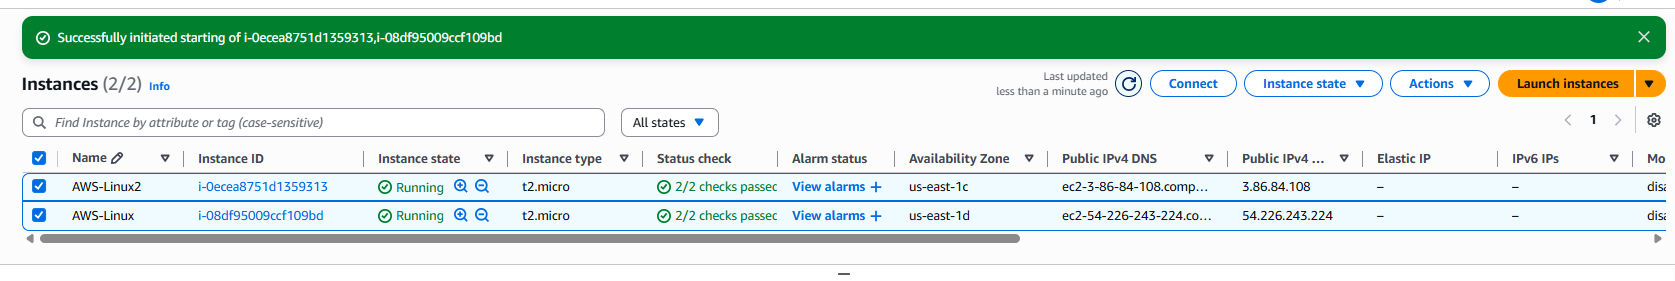 Successfully initiated starting of i-0ecea8751d1359313,i-08df95009ccf109bd
Instances (2/2) Info
Last updated
less than a minute ago
Connect
Instance state
Actions
Launch instances
Find Instance by attribute or tag (case-sensitive)
All states
1
Name Instance ID Instance state Instance type Status check Alarm status Availability Zone Public IPv4 DNS Public IPv4 ... Elastic IP IPv6 IPs Mo
AWS-Linux2 i-0ecea8751d1359313 Running t2.micro 2/2 checks passec View alarms + us-east-1c ec2-3-86-84-108.comp... 3.86.84.108 – – disa
AWS-Linux i-08df95009ccf109bd Running t2.micro 2/2 checks passec View alarms + us-east-1d ec2-54-226-243-224.co... 54.226.243.224 – – disa